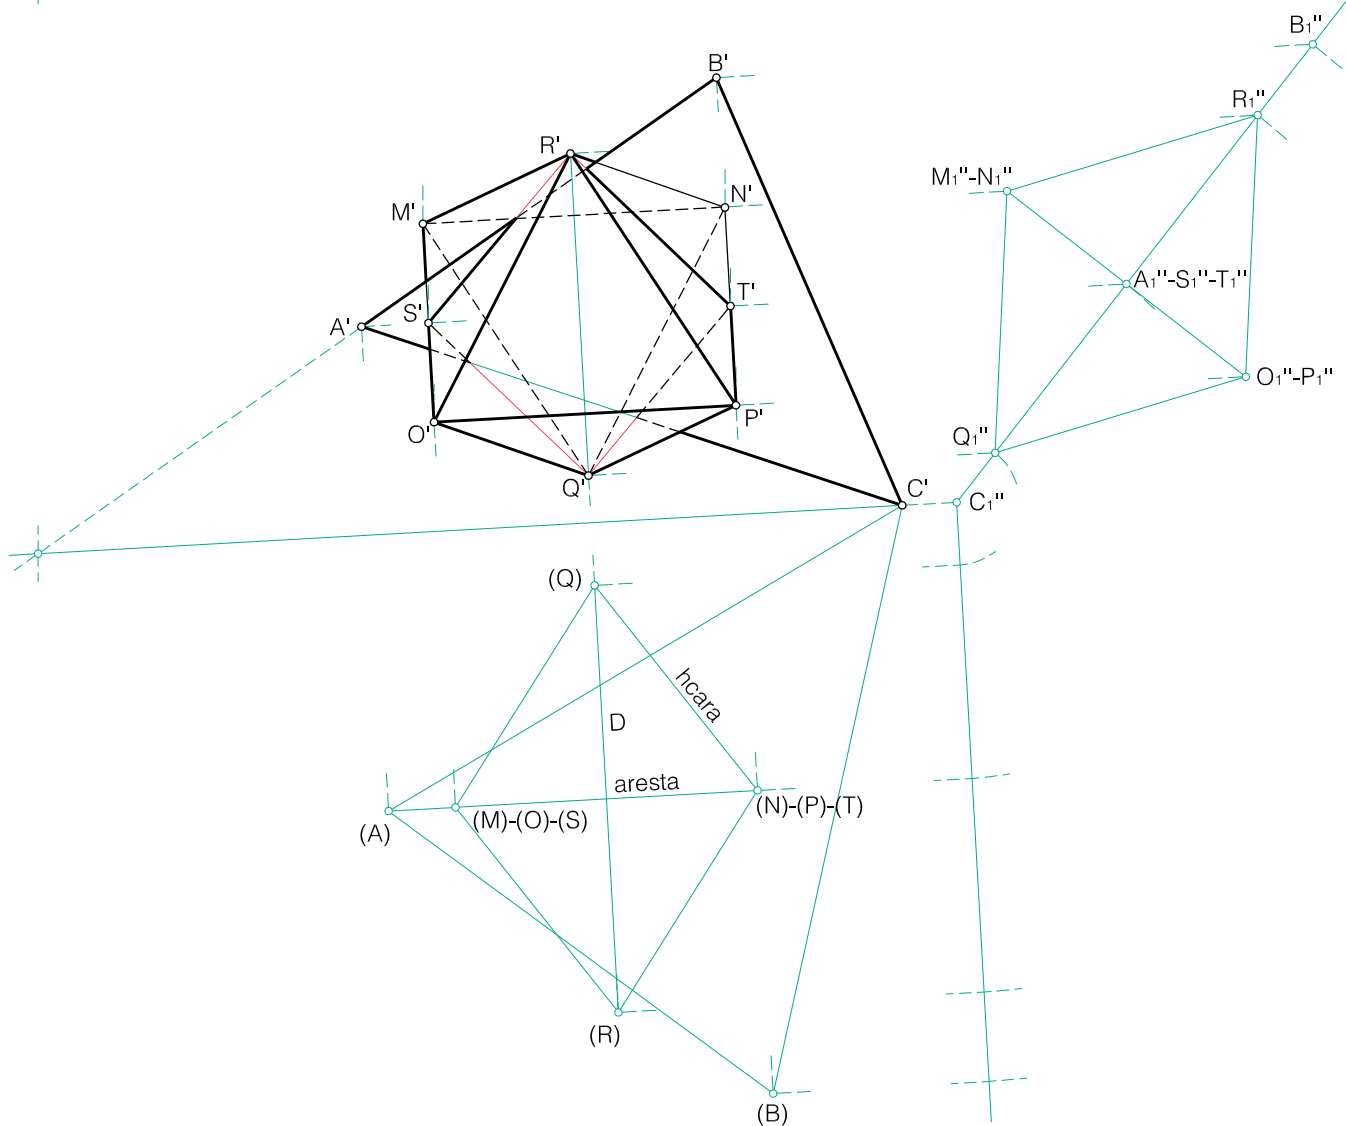 B₁''
B'
R₁''
R'
M₁''-N₁''
N'
M'
T'
A₁''-S₁''-T₁''
S'
A'
O₁''-P₁''
P'
O'
Q₁''
Q'
C'
C₁''
(Q)
hcara
D
aresta
(N)-(P)-(T)
(M)-(O)-(S)
(A)
(R)
(B)